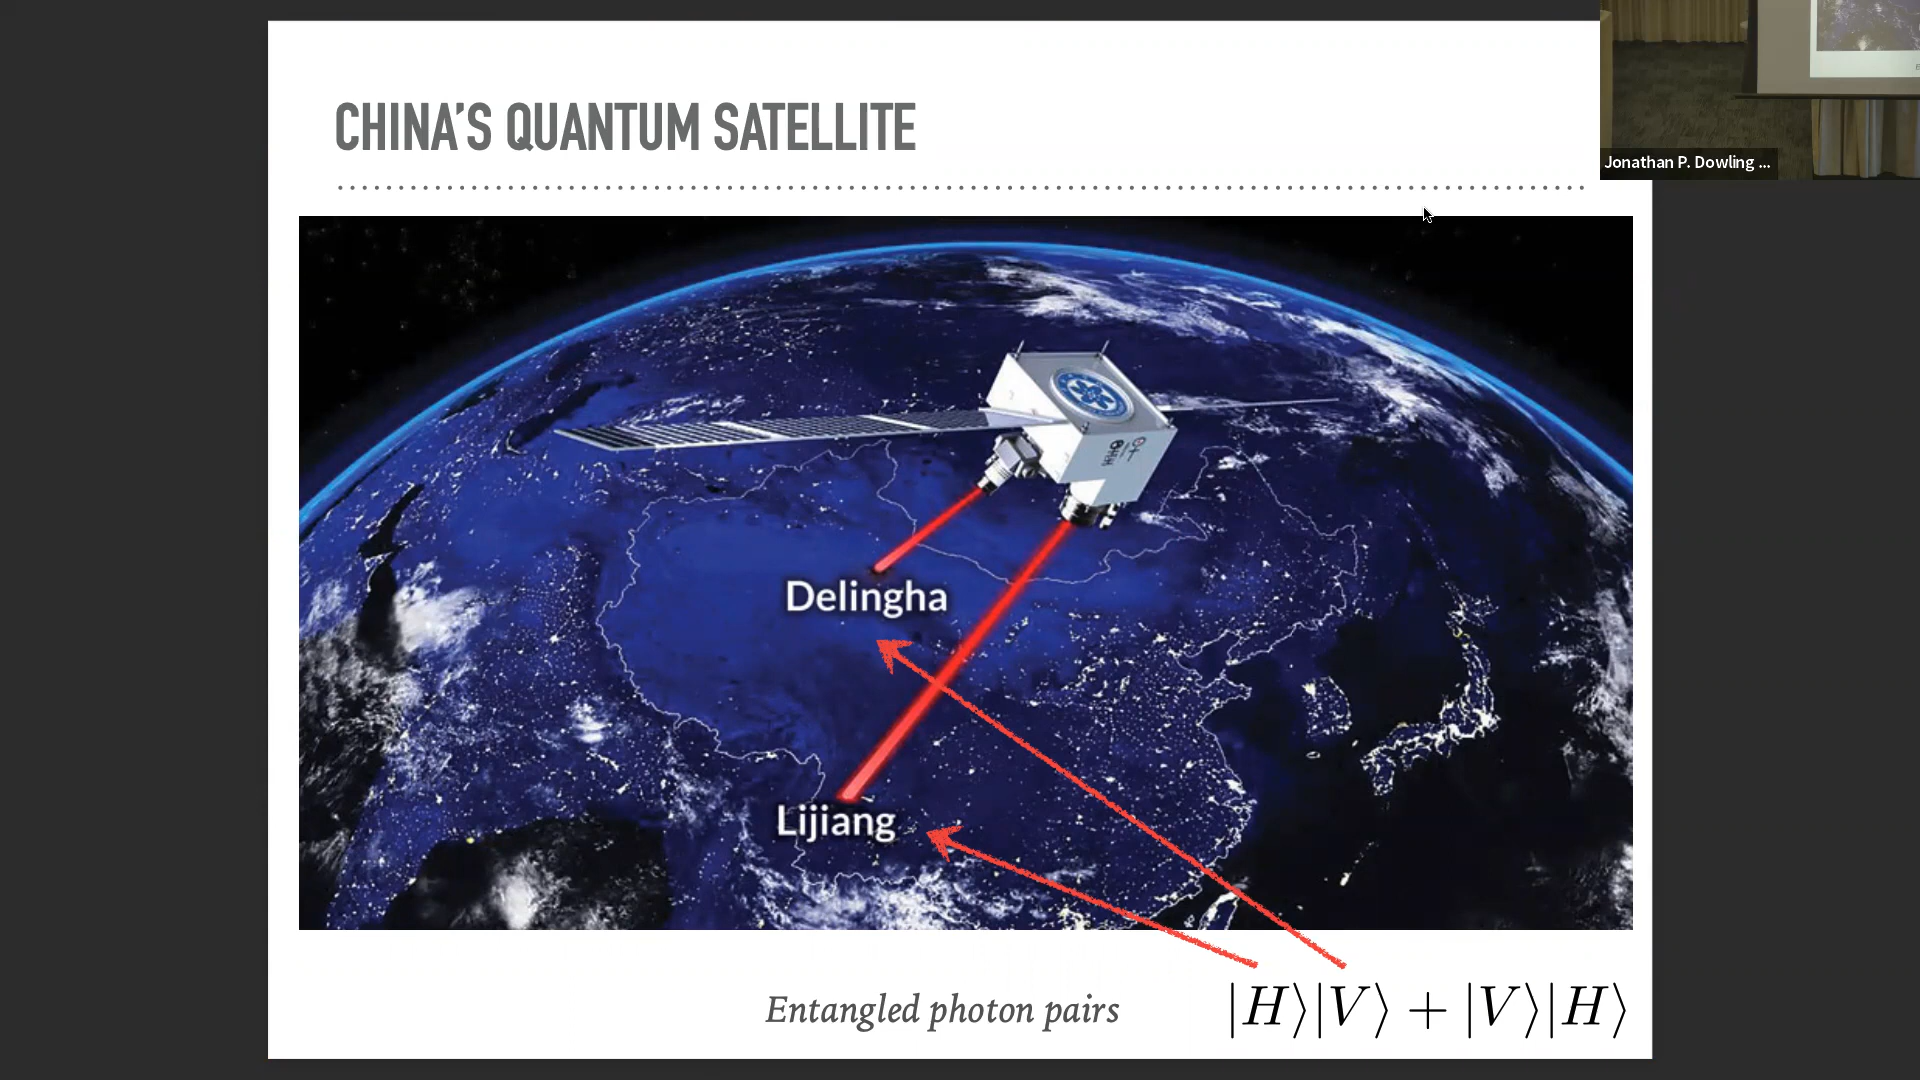 CHINA'S QUANTUM SATELLITE
Jonathan P. Dowling ...
Delingha
Lijiang
Entangled photon pairs
|H⟩|V⟩ + |V⟩|H⟩